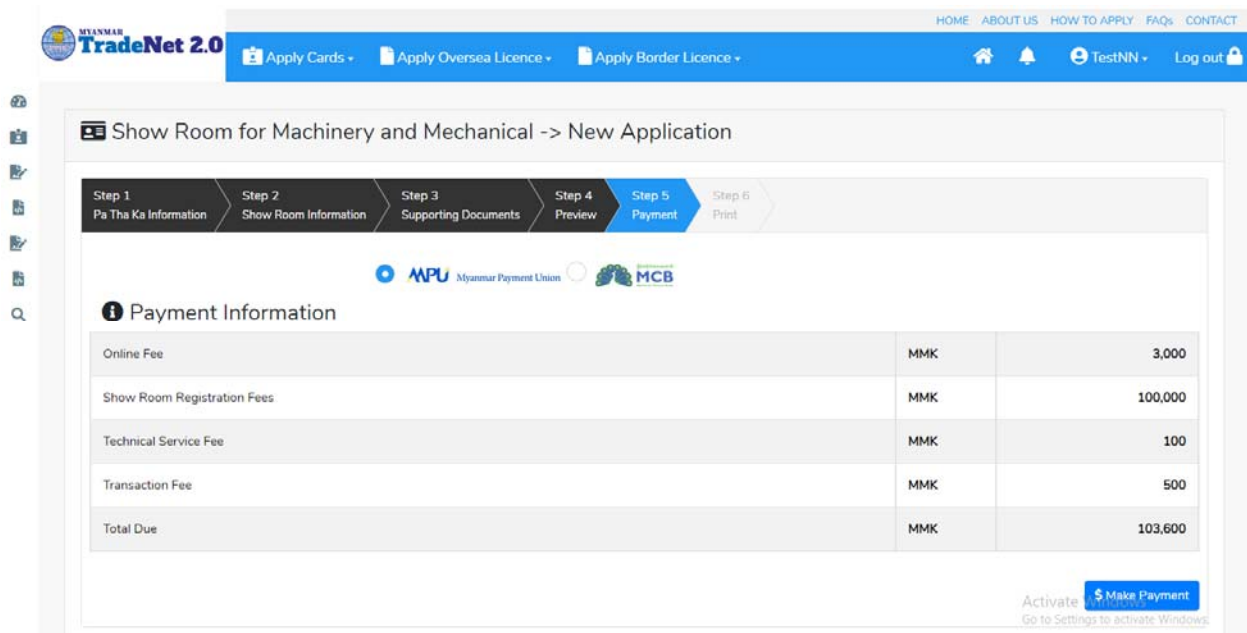 HOME ABOUT US HOW TO APPLY FAQs CONTACT
MYANMAR
TradeNet 2.0
Apply Cards
Apply Oversea Licence
Apply Border Licence
TestNN
Log out
Show Room for Machinery and Mechanical -> New Application
Step 1 Step 2 Step 3 Step 4 Step 5 Step 6
Pa Tha Ka Information Show Room Information Supporting Documents Preview Payment Print
MPU Myanmar Payment Union MCB
Payment Information
Online Fee MMK 3,000
Show Room Registration Fees MMK 100,000
Technical Service Fee MMK 100
Transaction Fee MMK 500
Total Due MMK 103,600
$ Make Payment
Activate Windows
Go to Settings to activate Windows.